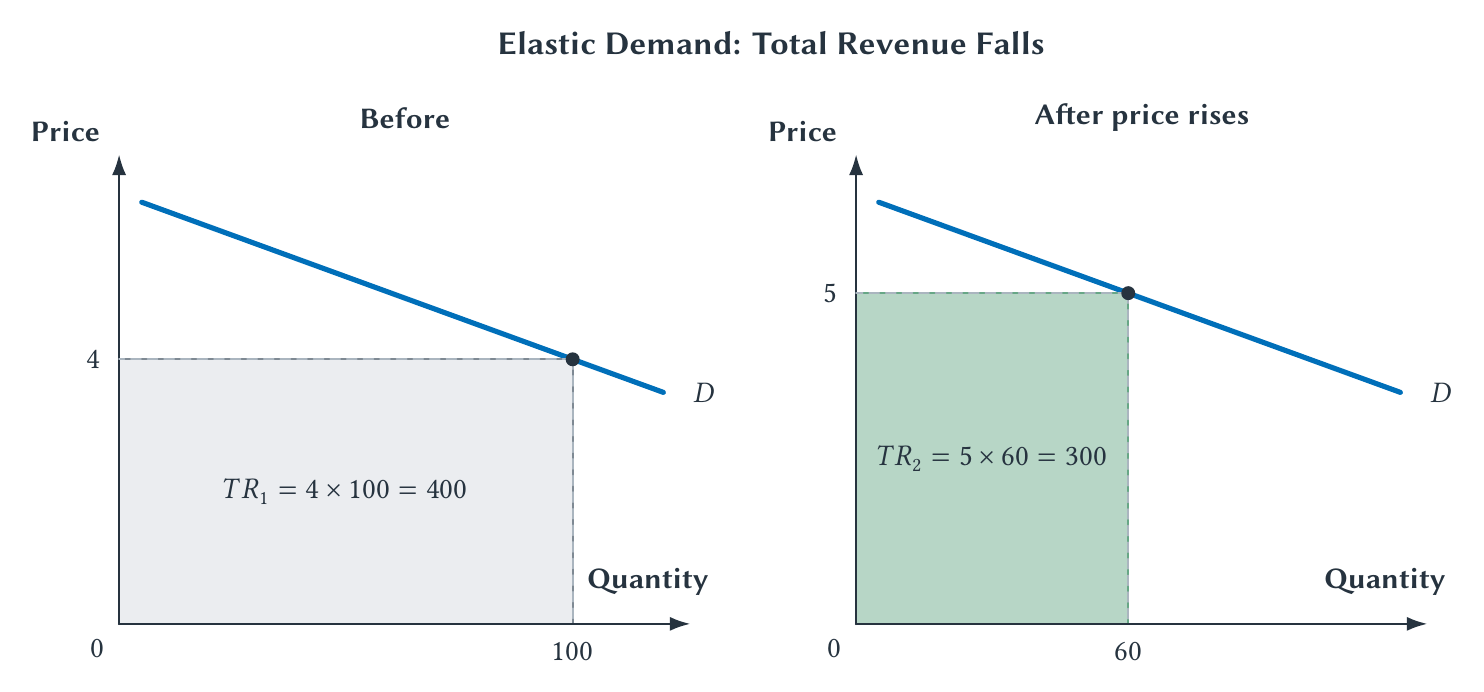 Elastic Demand: Total Revenue Falls
Before
Price
4
D
TR₁ = 4 × 100 = 400
Quantity
0
100
After price rises
Price
5
D
TR₂ = 5 × 60 = 300
Quantity
0
60